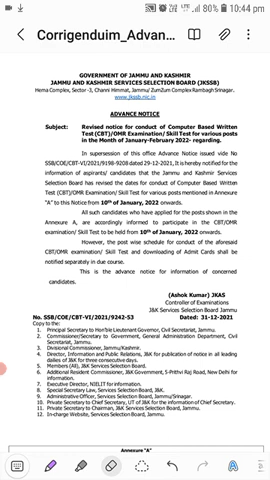 80% 10:44 pm
Corrigenduim_Advan...
GOVERNMENT OF JAMMU AND KASHMIR
JAMMU AND KASHMIR SERVICES SELECTION BOARD (JKSSB)
Hema Complex, Sector -3, Channi Himmat, Jammu/ ZumZum Complex Rambagh Srinagar.
www.jkssb.nic.in
ADVANCE NOTICE
Subject: Revised notice for conduct of Computer Based Written
Test (CBT)/OMR Examination/ Skill Test for various posts
in the Month of January-February 2022- regarding.
In supersession of this office Advance Notice issued vide No
SSB/COE/CBT-VI/2021/9198-9208 dated 29-12-2021, It is hereby notified for the
information of aspirants/ candidates that the Jammu and Kashmir Services Selection
Board has revised the dates for conduct of Computer Based Written Test
(CBT)/OMR Examination/ Skill Test for various posts mentioned in Annexure
"A" to this Notice from 10th of January, 2022 onwards.
All such candidates who have applied for the posts shown in the
Annexure A, are accordingly informed to participate in the CBT/OMR
examination/ Skill Test to be held from 10th of January, 2022 onwards.
However, the post wise schedule for conduct of the aforesaid
CBT/OMR examination/ Skill Test and downloading of Admit Cards shall be
notified separately in due course.
This is the advance notice for information of concerned
candidates.
(Ashok Kumar) JKAS
Controller of Examinations
J&K Services Selection Board Jammu
No. SSB/COE/CBT-VI/2021/9242-53 Dated: 31-12-2021
Copy to the:
1. Principal Secretary to Hon'ble Lieutenant Governor, Civil Secretariat, Jammu.
2. Commissioner/Secretary to Government, General Administration Department, Civil
Secretariat, Jammu.
3. Divisional Commissioner, Jammu/Kashmir.
4. Director, Information and Public Relations, J&K for publication of notice in all leading
dailies of J&K for three consecutive days.
5. Members (All), J&K Services Selection Board.
6. Additional Resident Commissioner, J&K Government, 5-Prithvi Raj Road, New Delhi for
information.
7. Executive Director, NIELIT for information.
8. Special Secretary Law, Services Selection Board, J&K.
9. Administrative Officer, Services Selection Board, Jammu/Srinagar.
10. Private Secretary to Chief Secretary, UT of J&K for the information of Chief Secretary.
11. Private Secretary to Chairman, J&K Services Selection Board, Jammu.
12. In-charge Website, Services Selection Board, Jammu.
Annexure "A"